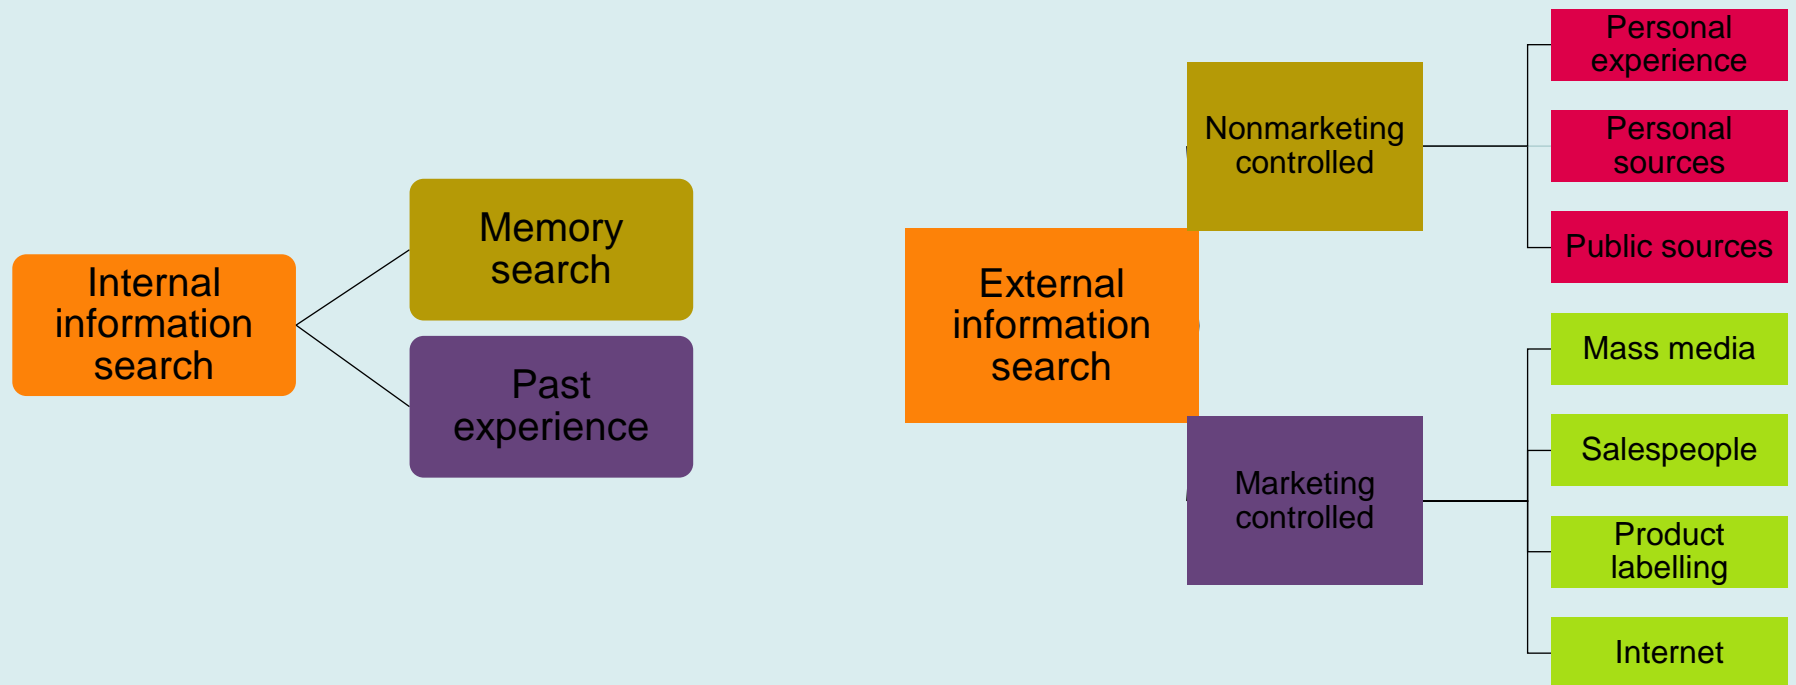 Internal
information
search
Memory
search
Past
experience
External
information
search
Nonmarketing
controlled
Personal
experience
Personal
sources
Public sources
Marketing
controlled
Mass media
Salespeople
Product
labelling
Internet